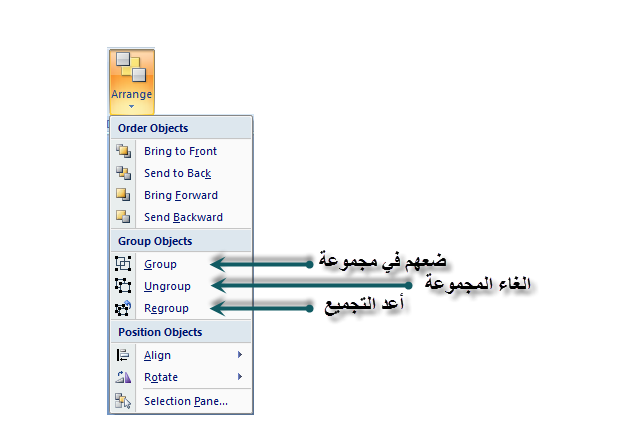 Arrange
Order Objects
Bring to Front
Send to Back
Bring Forward
Send Backward
Group Objects
Group
ضعهم في مجموعة
Ungroup
الغاء المجموعة
Regroup
أعد التجميع
Position Objects
Align
Rotate
Selection Pane...